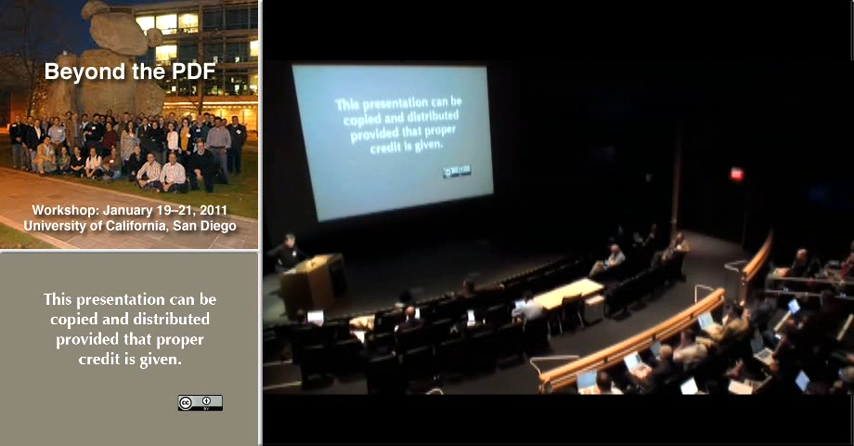 Beyond the PDF
Workshop: January 19–21, 2011
University of California, San Diego
This presentation can be
copied and distributed
provided that proper
credit is given.
cc
BY
This presentation can be
copied and distributed
provided that proper
credit is given.